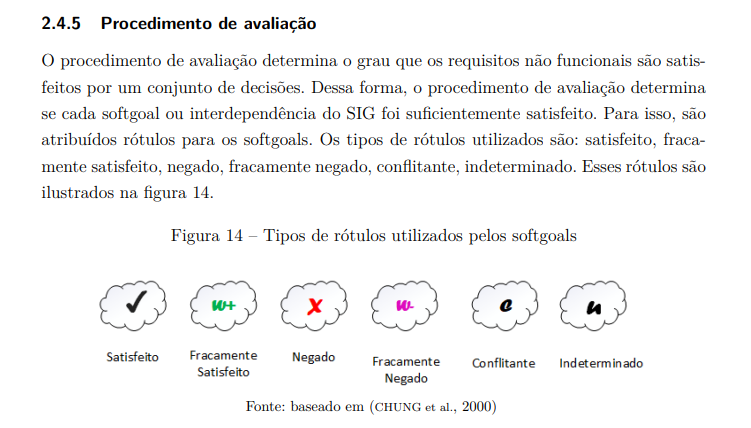 2.4.5 Procedimento de avaliação
O procedimento de avaliação determina o grau que os requisitos não funcionais são satis-
feitos por um conjunto de decisões. Dessa forma, o procedimento de avaliação determina
se cada softgoal ou interdependência do SIG foi suficientemente satisfeito. Para isso, são
atribuídos rótulos para os softgoals. Os tipos de rótulos utilizados são: satisfeito, fraca-
mente satisfeito, negado, fracamente negado, conflitante, indeterminado. Esses rótulos são
ilustrados na figura 14.
Figura 14 – Tipos de rótulos utilizados pelos softgoals
✓ W+ X W- C U
Satisfeito Fracamente Satisfeito Negado Fracamente Negado Conflitante Indeterminado
Fonte: baseado em (CHUNG et al., 2000)